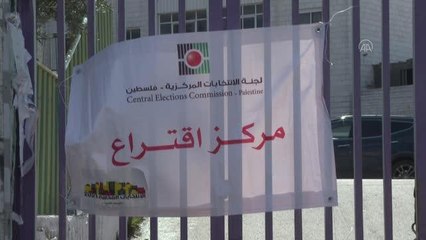 لجنة الانتخابات المركزية - فلسطين
Central Elections Commission - Palestine
مركز اقتراع